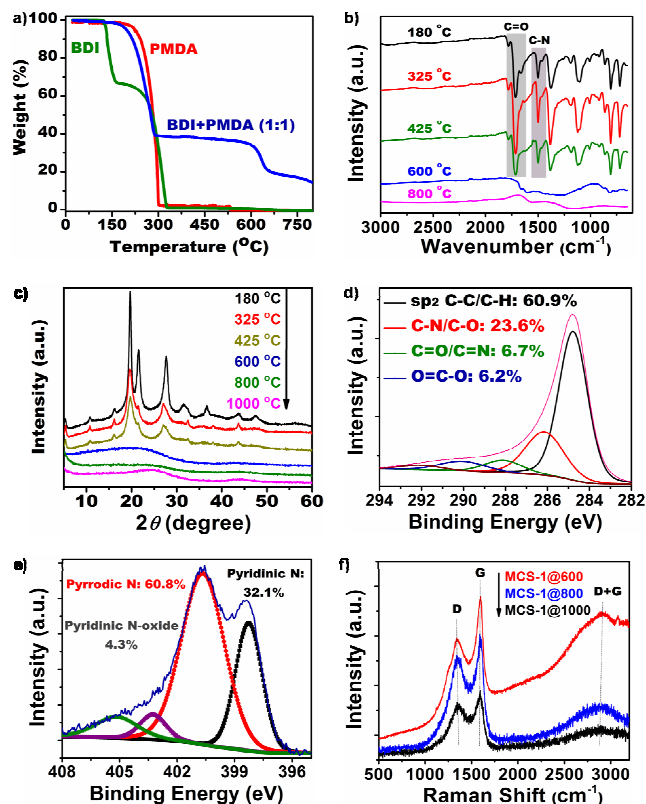 a)
100
80
60
40
20
0
Weight (%)
BDI
PMDA
BDI+PMDA (1:1)
0 150 300 450 600 750
Temperature (°C)
b)
C=O
C-N
180 °C
325 °C
425 °C
600 °C
800 °C
Intensity (a.u.)
3000 2500 2000 1500 1000
Wavenumber (cm-1)
c)
180 °C
325 °C
425 °C
600 °C
800 °C
1000 °C
Intensity (a.u.)
10 20 30 40 50 60
2θ (degree)
d)
sp2 C-C/C-H: 60.9%
C-N/C-O: 23.6%
C=O/C=N: 6.7%
O=C-O: 6.2%
Intensity (a.u.)
294 292 290 288 286 284 282
Binding Energy (eV)
e)
Pyrrodic N: 60.8%
Pyridinic N:
32.1%
Pyridinic N-oxide
4.3%
Intensity (a.u.)
408 405 402 399 396
Binding Energy (eV)
f)
G
D
D+G
MCS-1@600
MCS-1@800
MCS-1@1000
Intensity (a.u.)
500 1000 1500 2000 2500 3000
Raman Shift (cm-1)